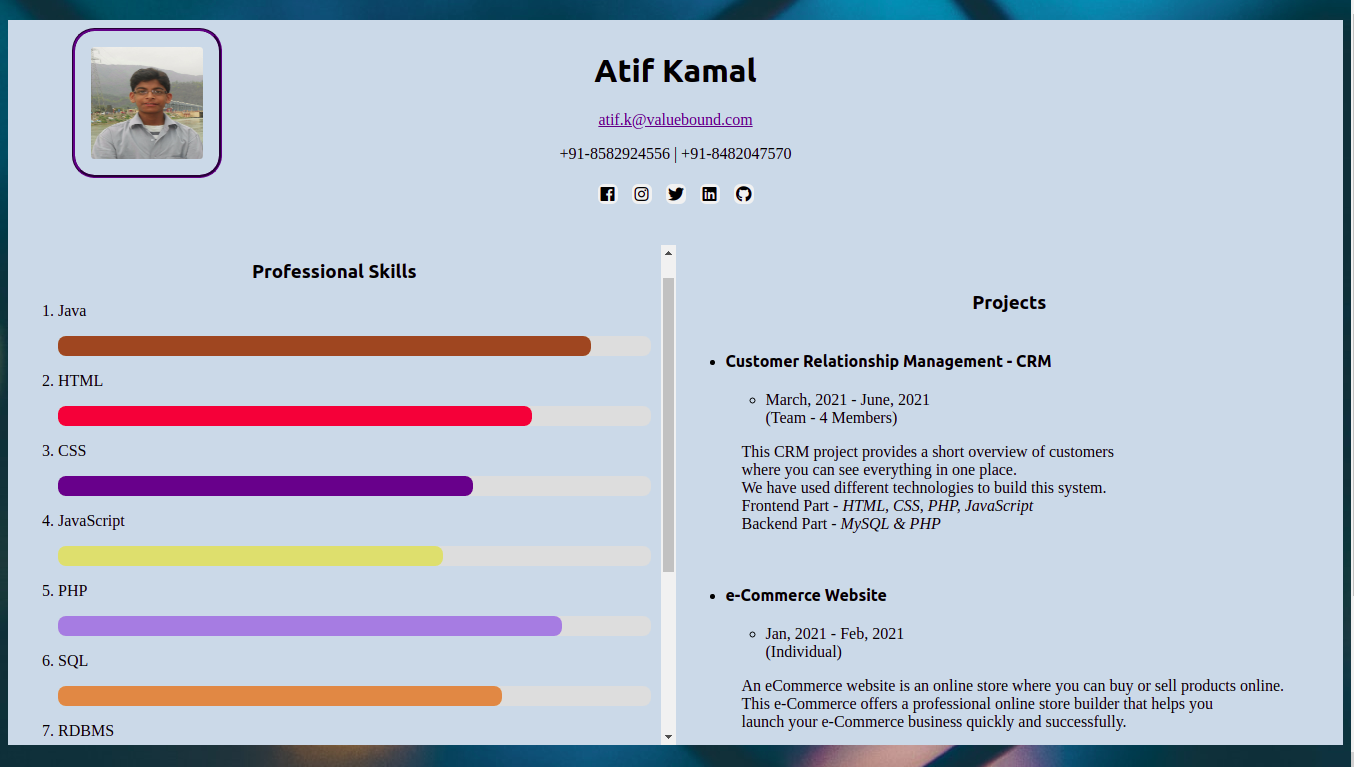 Atif Kamal
atif.k@valuebound.com
+91-8582924556 | +91-8482047570
Professional Skills
1. Java
2. HTML
3. CSS
4. JavaScript
5. PHP
6. SQL
7. RDBMS
Projects
Customer Relationship Management - CRM
March, 2021 - June, 2021
(Team - 4 Members)
This CRM project provides a short overview of customers
where you can see everything in one place.
We have used different technologies to build this system.
Frontend Part - HTML, CSS, PHP, JavaScript
Backend Part - MySQL & PHP
e-Commerce Website
Jan, 2021 - Feb, 2021
(Individual)
An eCommerce website is an online store where you can buy or sell products online.
This e-Commerce offers a professional online store builder that helps you
launch your e-Commerce business quickly and successfully.